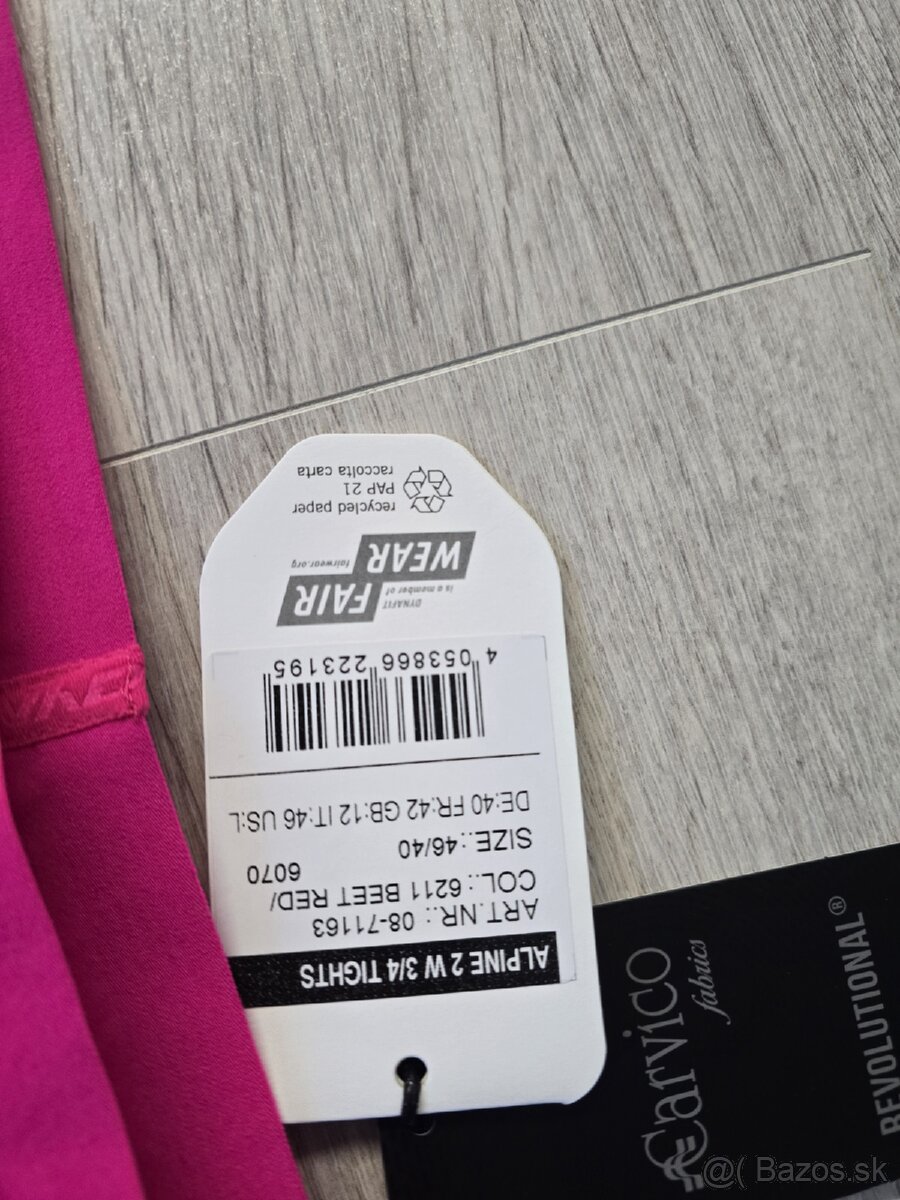 ALPINE 2 W 3/4 TIGHTS
ART.NR.: 08-71163
COL.: 6211 BEET RED/
6070
SIZE.: 46/40
DE:40 FR:42 GB:12 IT:46 US:L
4 053866 223195
DYNAFIT
is a member of
FAIR
WEAR
fairwear.org
recycled paper
PAP 21
raccolta carta
Carvico
fabrics
REVOLUTIONAL®
@( Bazos.sk